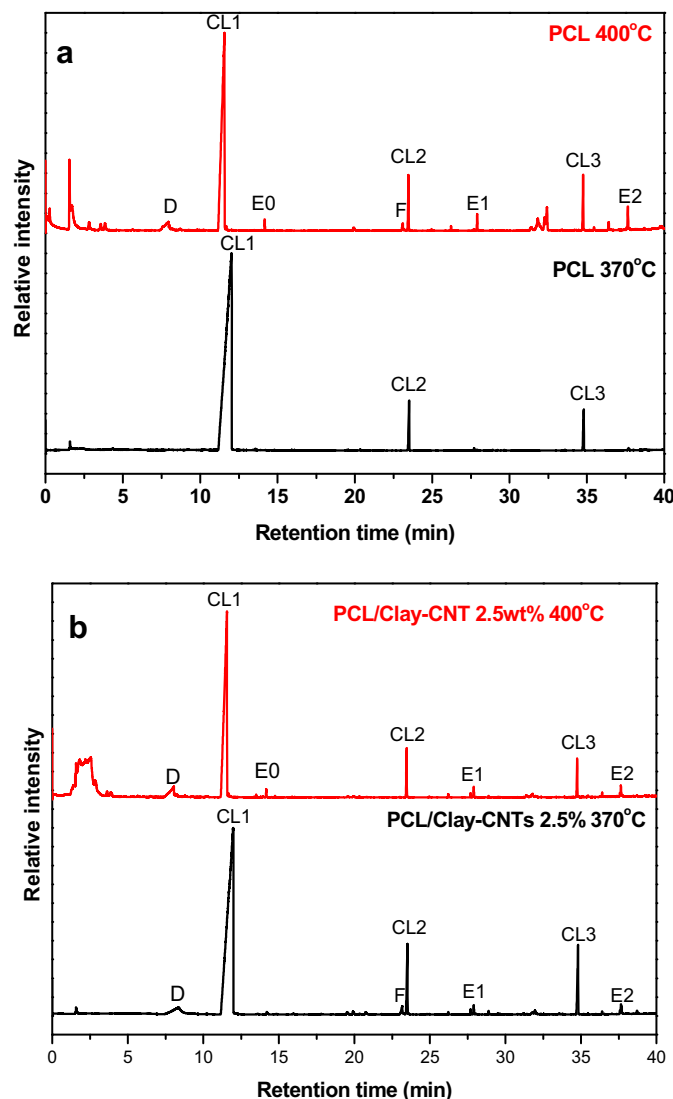 a
PCL 400°C
CL1
D
E0
F
CL2
E1
CL3
E2
PCL 370°C
CL1
CL2
CL3
Relative intensity
0 5 10 15 20 25 30 35 40
Retention time (min)
b
PCL/Clay-CNT 2.5wt% 400°C
CL1
D
E0
CL2
E1
CL3
E2
PCL/Clay-CNTs 2.5% 370°C
CL1
D
F
CL2
E1
CL3
E2
Relative intensity
0 5 10 15 20 25 30 35 40
Retention time (min)